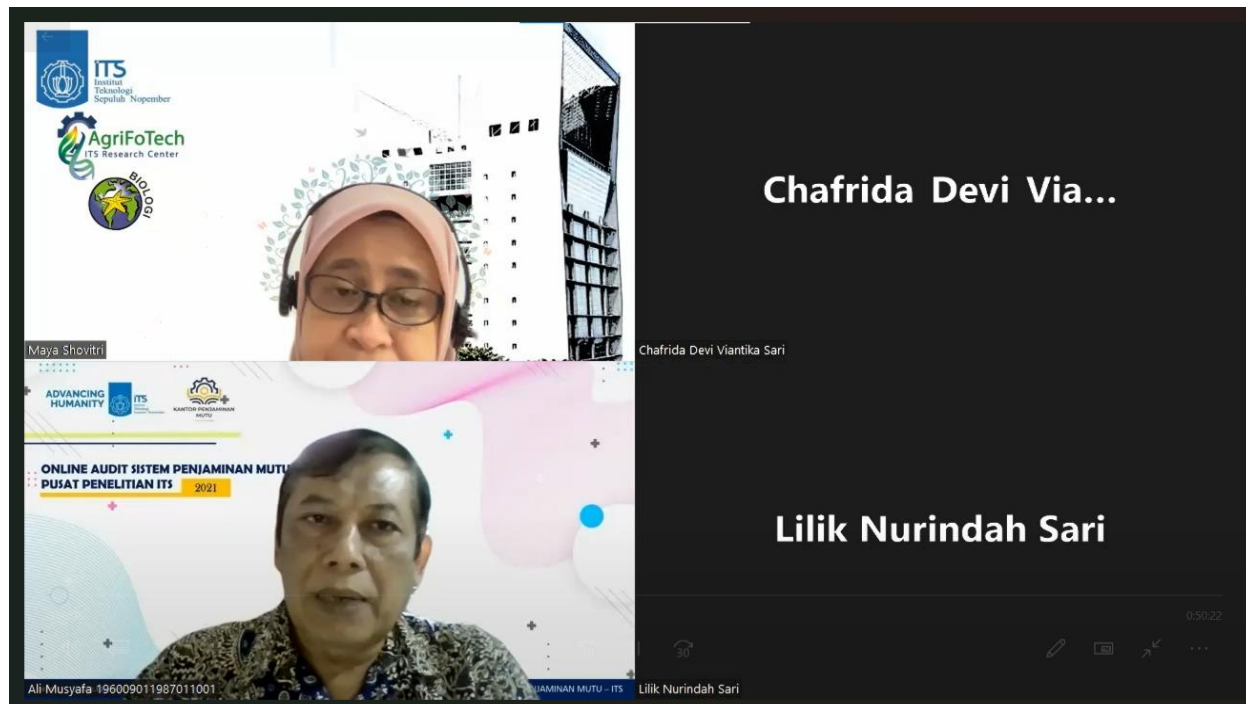 ITS
Institut
Teknologi
Sepuluh Nopember
AgriFoTech
ITS Research Center
BIOLOGI
Maya Shovitri
Chafrida Devi Via...
Chafrida Devi Viantika Sari
ADVANCING
HUMANITY
ITS
KANTOR PENJAMINAN
MUTU
ONLINE AUDIT SISTEM PENJAMINAN MUTU
PUSAT PENELITIAN ITS
2021
Ali Musyafa 196009011987011001
JAMINAN MUTU – ITS
Lilik Nurindah Sari
Lilik Nurindah Sari
0:50:22
30